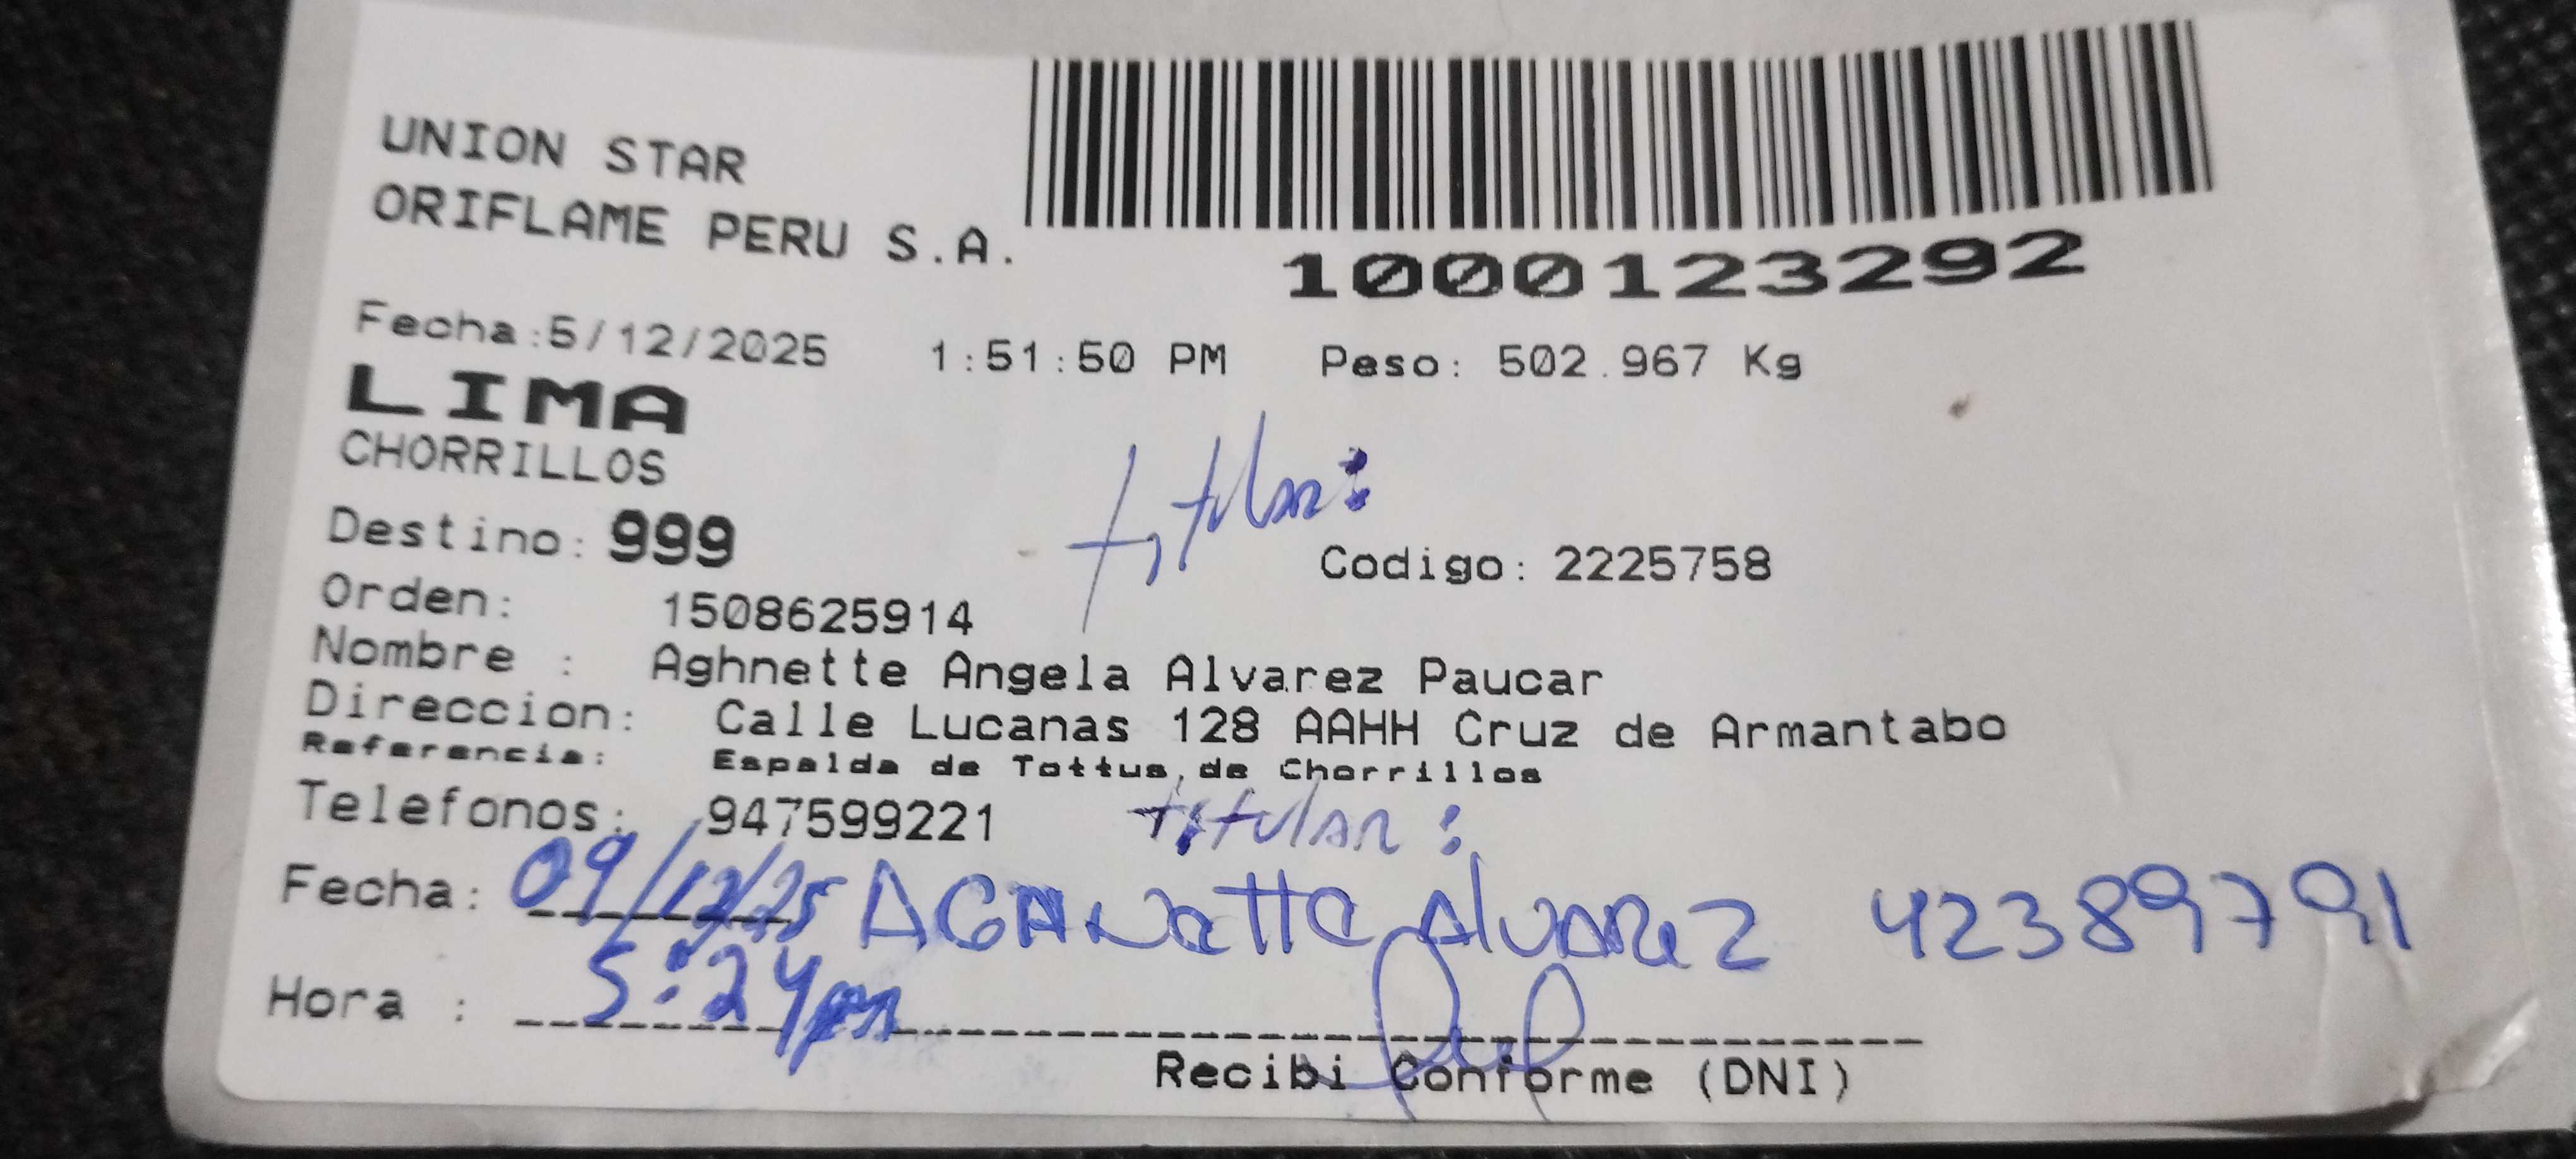 UNION STAR
ORIFLAME PERU S.A.
1000123292
Fecha:5/12/2025 1:51:50 PM Peso: 502.967 Kg
LIMA
CHORRILLOS
titular:
Destino: 999
Codigo: 2225758
Orden: 1508625914
Nombre : Aghnette Angela Alvarez Paucar
Direccion: Calle Lucanas 128 AAHH Cruz de Armantabo
Referencia: Espalda de Tottus, de Chorrillos
Telefonos: 947599221 titular:
Fecha: 09/12/25 AGANETTE Alvarez 42389791
Hora : 5:24pm
Recibi Conforme (DNI)